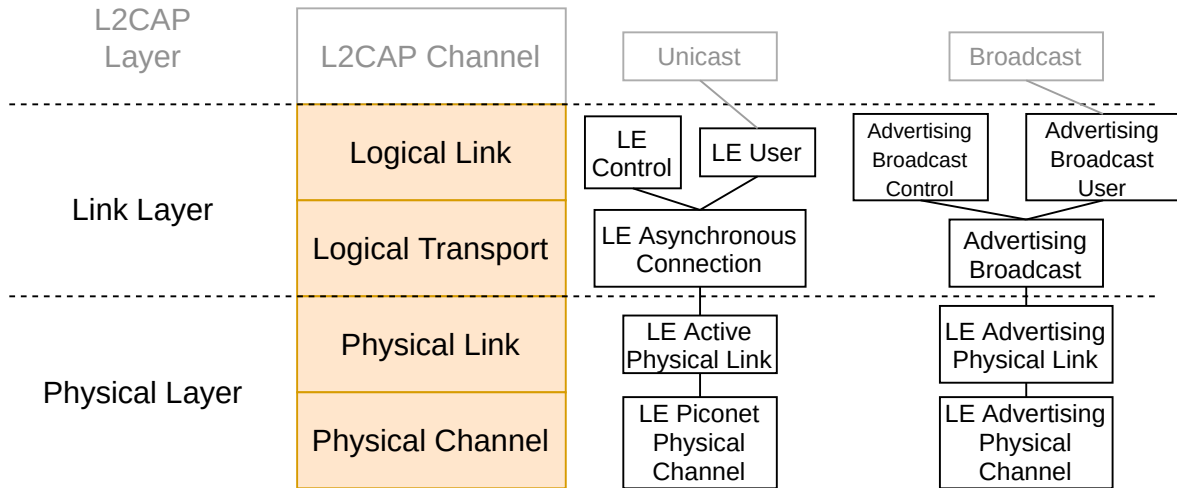 L2CAP
Layer
L2CAP Channel
Unicast
Broadcast
Link Layer
Logical Link
LE
Control
LE User
Advertising
Broadcast
Control
Advertising
Broadcast
User
Logical Transport
LE Asynchronous
Connection
Advertising
Broadcast
Physical Layer
Physical Link
LE Active
Physical Link
LE Advertising
Physical Link
Physical Channel
LE Piconet
Physical
Channel
LE Advertising
Physical
Channel